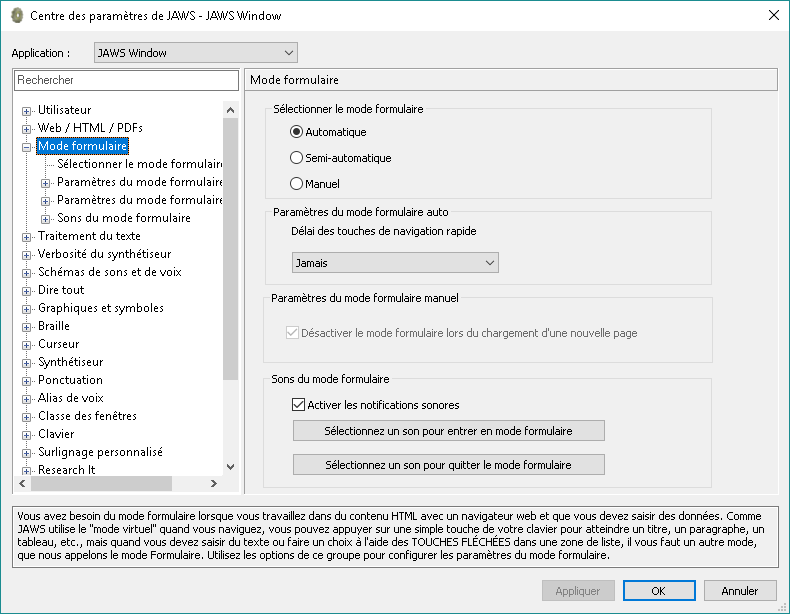 Centre des paramètres de JAWS - JAWS Window
Application :
JAWS Window
Rechercher
Utilisateur
Web / HTML / PDFs
Mode formulaire
Sélectionner le mode formulair
Paramètres du mode formulaire
Paramètres du mode formulaire
Sons du mode formulaire
Traitement du texte
Verbosité du synthétiseur
Schémas de sons et de voix
Dire tout
Graphiques et symboles
Braille
Curseur
Synthétiseur
Ponctuation
Alias de voix
Classe des fenêtres
Clavier
Surlignage personnalisé
Research It
Mode formulaire
Sélectionner le mode formulaire
Automatique
Semi-automatique
Manuel
Paramètres du mode formulaire auto
Délai des touches de navigation rapide
Jamais
Paramètres du mode formulaire manuel
Désactiver le mode formulaire lors du chargement d'une nouvelle page
Sons du mode formulaire
Activer les notifications sonores
Sélectionnez un son pour entrer en mode formulaire
Sélectionnez un son pour quitter le mode formulaire
Vous avez besoin du mode formulaire lorsque vous travaillez dans du contenu HTML avec un navigateur web et que vous devez saisir des données. Comme
JAWS utilise le "mode virtuel" quand vous naviguez, vous pouvez appuyer sur une simple touche de votre clavier pour atteindre un titre, un paragraphe, un
tableau, etc., mais quand vous devez saisir du texte ou faire un choix à l'aide des TOUCHES FLÉCHÉES dans une zone de liste, il vous faut un autre mode,
que nous appelons le mode Formulaire. Utilisez les options de ce groupe pour configurer les paramètres du mode formulaire.
Appliquer
OK
Annuler